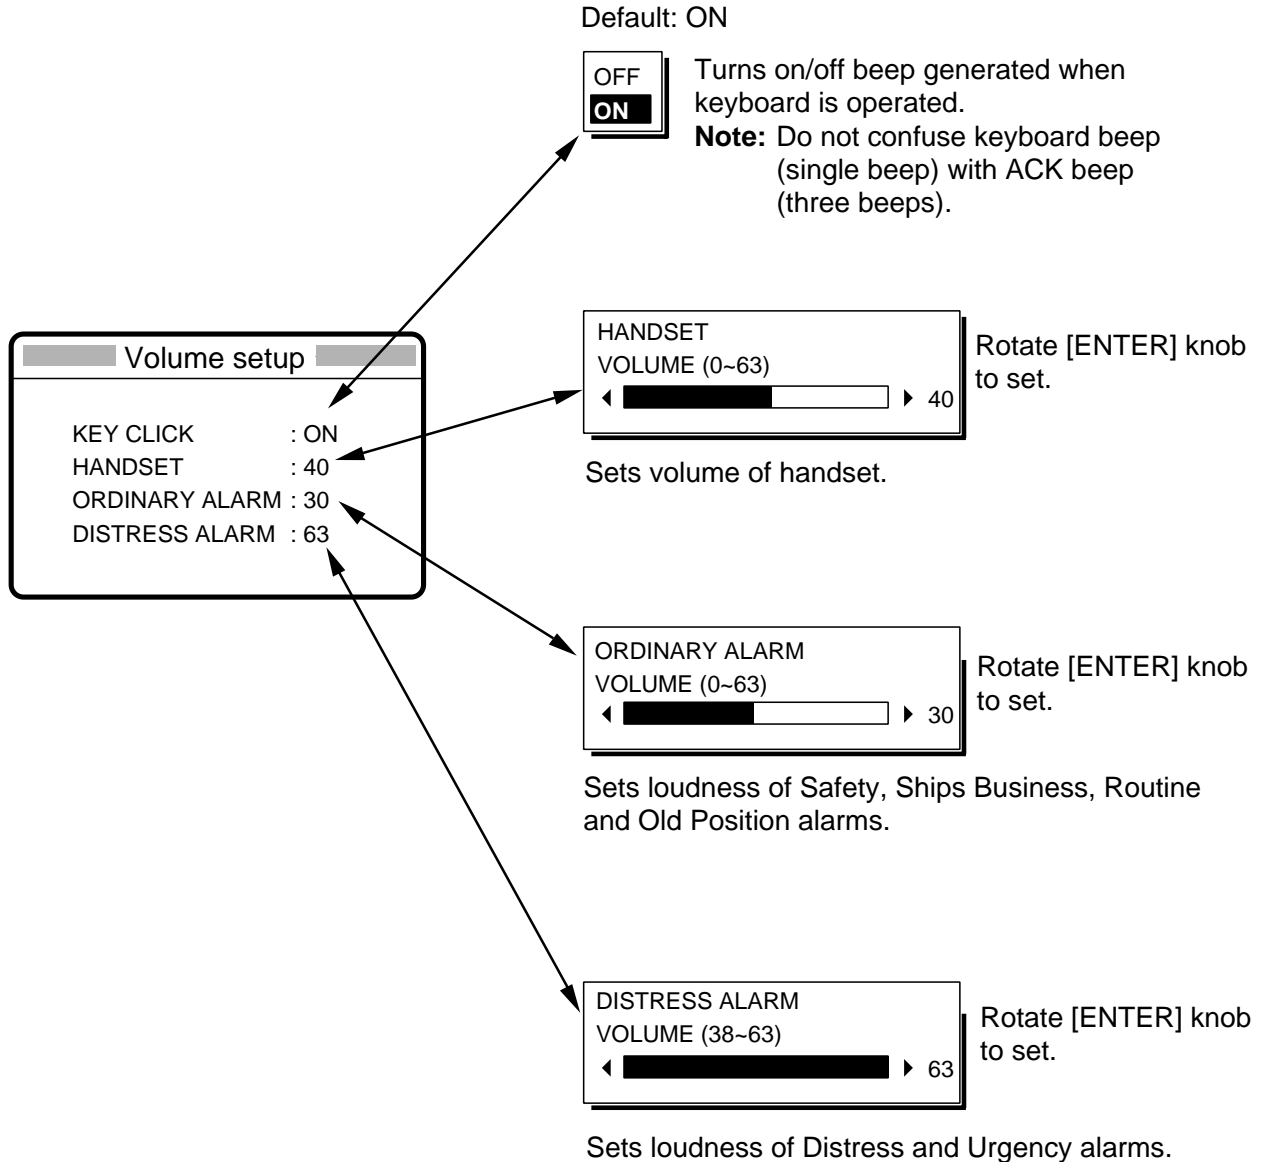 Default: ON
OFF
ON
Turns on/off beep generated when
keyboard is operated.
Note: Do not confuse keyboard beep
(single beep) with ACK beep
(three beeps).
Volume setup
KEY CLICK : ON
HANDSET : 40
ORDINARY ALARM : 30
DISTRESS ALARM : 63
HANDSET
VOLUME (0~63)
40
Rotate [ENTER] knob
to set.
Sets volume of handset.
ORDINARY ALARM
VOLUME (0~63)
30
Rotate [ENTER] knob
to set.
Sets loudness of Safety, Ships Business, Routine
and Old Position alarms.
DISTRESS ALARM
VOLUME (38~63)
63
Rotate [ENTER] knob
to set.
Sets loudness of Distress and Urgency alarms.